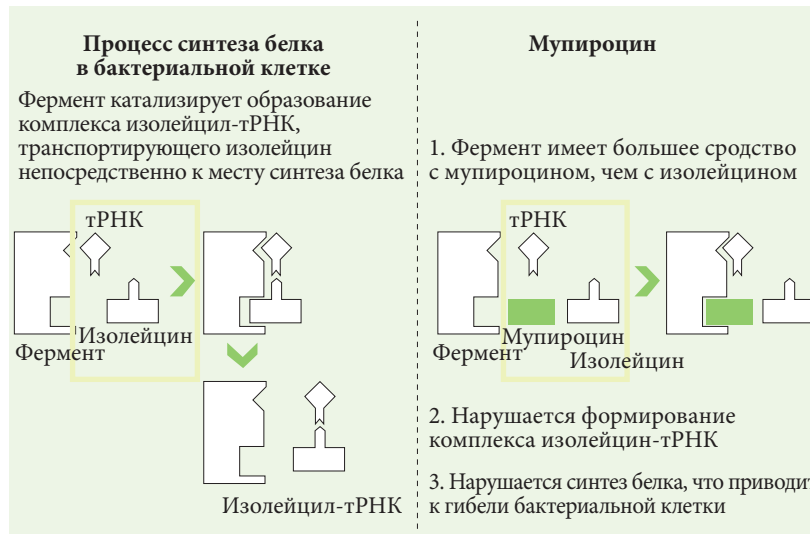 Процесс синтеза белка
в бактериальной клетке
Фермент катализирует образование
комплекса изолейцил-тРНК,
транспортирующего изолейцин
непосредственно к месту синтеза белка
тРНК
Изолейцин
Фермент
Изолейцил-тРНК
Мупироцин
1. Фермент имеет большее сродство
с мупироцином, чем с изолейцином
тРНК
Мупироцин
Фермент
Изолейцин
2. Нарушается формирование
комплекса изолейцин-тРНК
3. Нарушается синтез белка, что приводит
к гибели бактериальной клетки